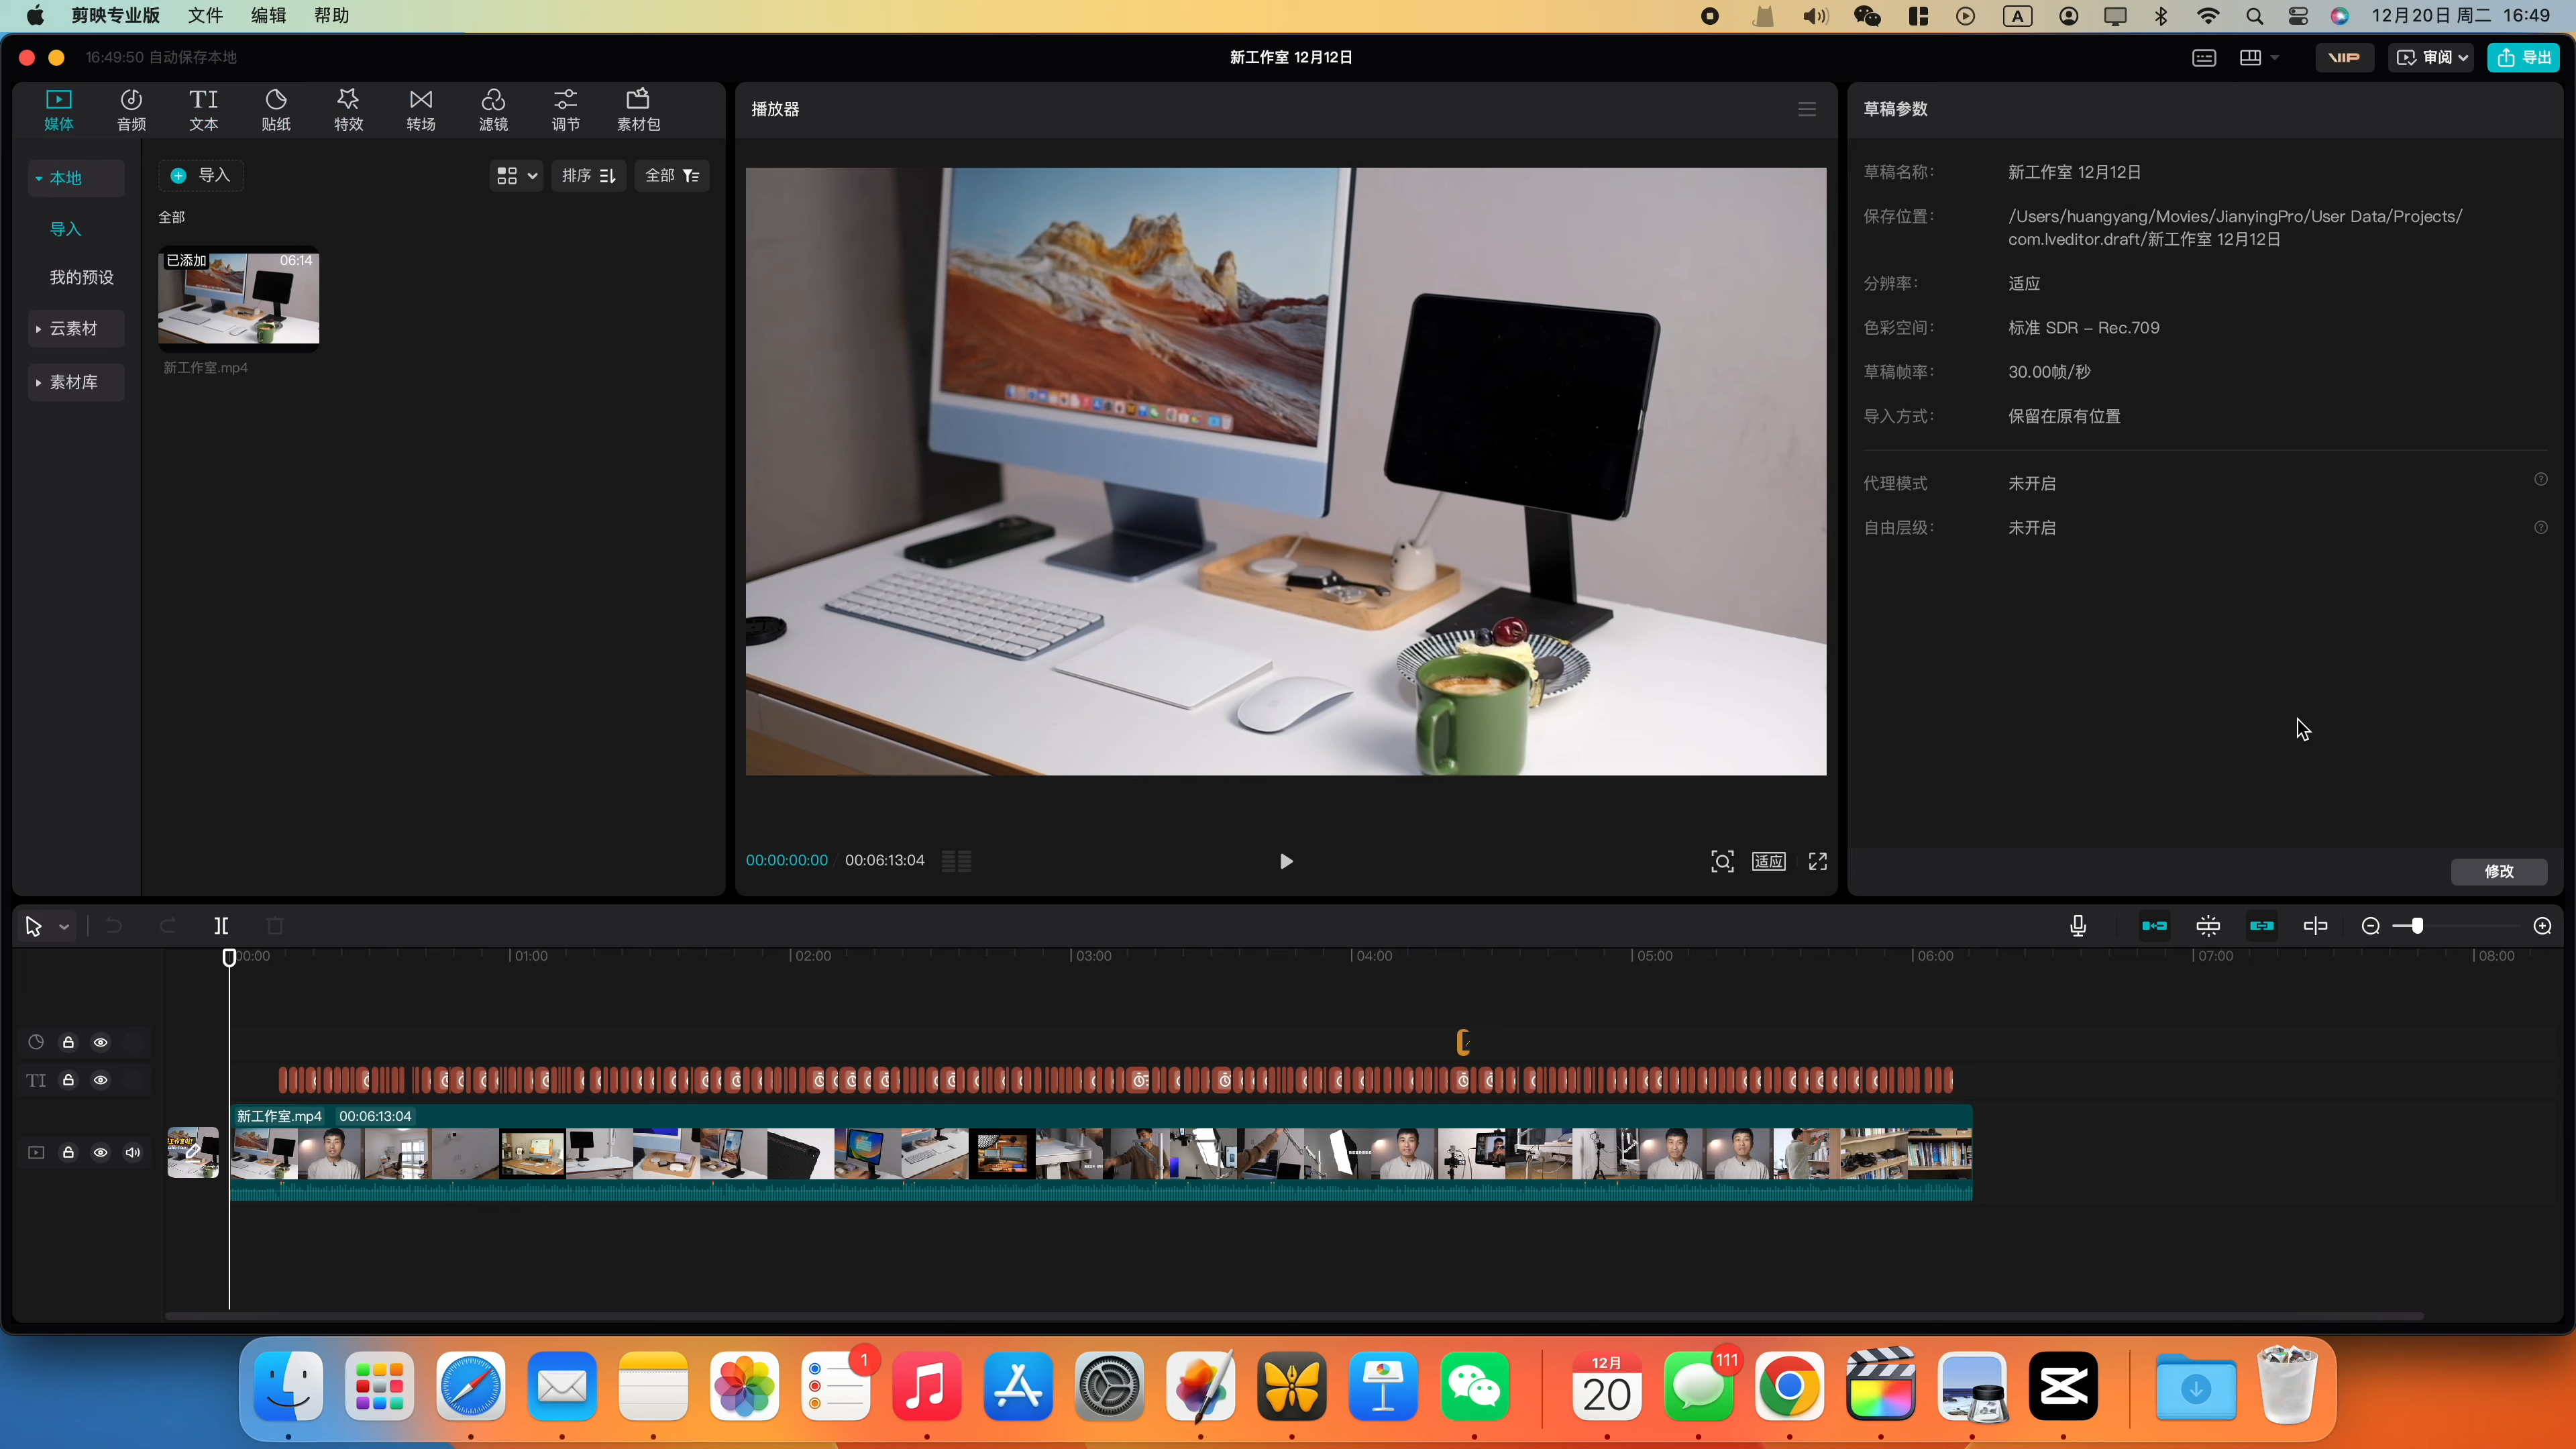 剪映专业版 文件 编辑 帮助
A 12月20日 周二 16:49
16:49:50 自动保存本地
新工作室 12月12日
VIP 审阅 导出
媒体 音频 TI 文本 贴纸 特效 转场 滤镜 调节 素材包
播放器
草稿参数
本地
导入
我的预设
云素材
素材库
导入
排序
全部
全部
已添加 06:14
新工作室.mp4
草稿名称: 新工作室 12月12日
保存位置: /Users/huangyang/Movies/JianyingPro/User Data/Projects/
com.lveditor.draft/新工作室 12月12日
分辨率: 适应
色彩空间: 标准 SDR – Rec.709
草稿帧率: 30.00帧/秒
导入方式: 保留在原有位置
代理模式 未开启
自由层级: 未开启
00:00:00:00 / 00:06:13:04
适应
修改
00:00 01:00 02:00 03:00 04:00 05:00 06:00 07:00 08:00
TI
新工作室.mp4 00:06:13:04
1
12月
20
111